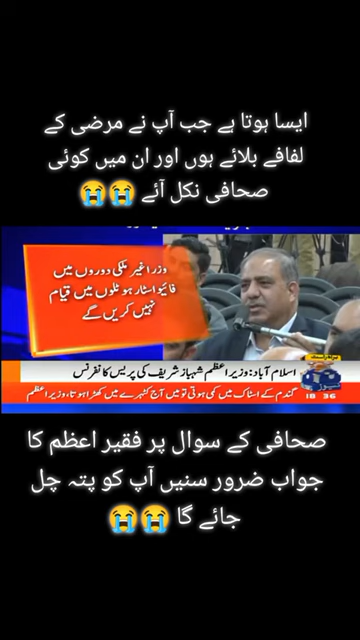 ایسا ہوتا ہے جب آپ نے مرضی کے
لفافے بلائے ہوں اور ان میں کوئی
صحافی نکل آئے 😭😭
وزرا غیر ملکی دوروں میں
فائیو اسٹار ہوٹلوں میں قیام
نہیں کریں گے
اسلام آباد: وزیراعظم شہباز شریف کی پریس کانفرنس
گندم کے اسٹاک میں کمی ہوتی تو میں آج کٹہرے میں کھڑا ہوتا، وزیراعظم
18 36
صحافی کے سوال پر فقیر اعظم کا
جواب ضرور سنیں آپ کو پتہ چل
جائے گا 😭😭